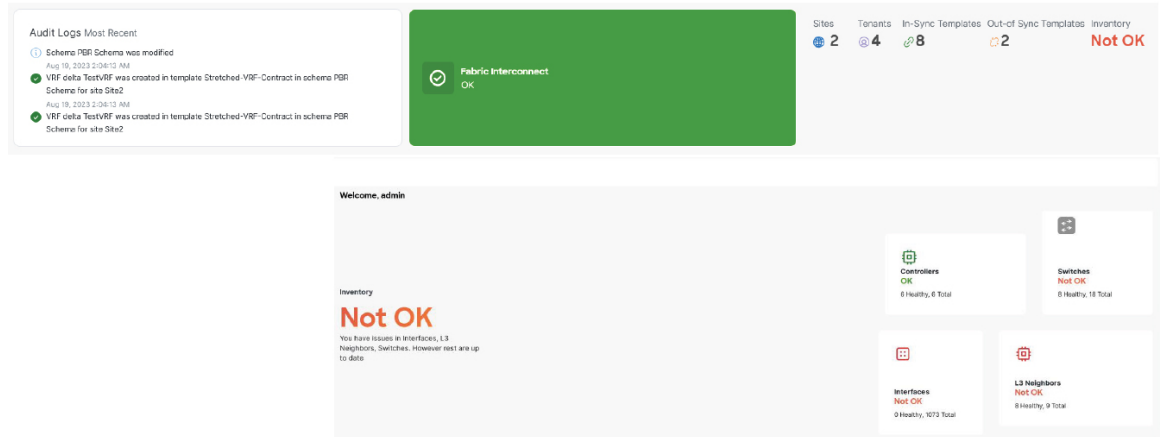 Audit Logs Most Recent
Schema PBR Schema was modified
Aug 19, 2023 2:04:13 AM
VRF delta TestVRF was created in template Stretched-VRF-Contract in schema PBR
Schema for site Site2
Aug 19, 2023 2:04:13 AM
VRF delta TestVRF was created in template Stretched-VRF-Contract in schema PBR
Schema for site Site2
Fabric Interconnect
OK
Sites Tenants In-Sync Templates Out-of Sync Templates Inventory
2 4 8 2 Not OK
Welcome, admin
Inventory
Not OK
You have issues in Interfaces, L3
Neighbors, Switches. However rest are up
to date
Controllers
OK
6 Healthy, 6 Total
Switches
Not OK
8 Healthy, 18 Total
Interfaces
Not OK
0 Healthy, 1073 Total
L3 Neighbors
Not OK
8 Healthy, 9 Total